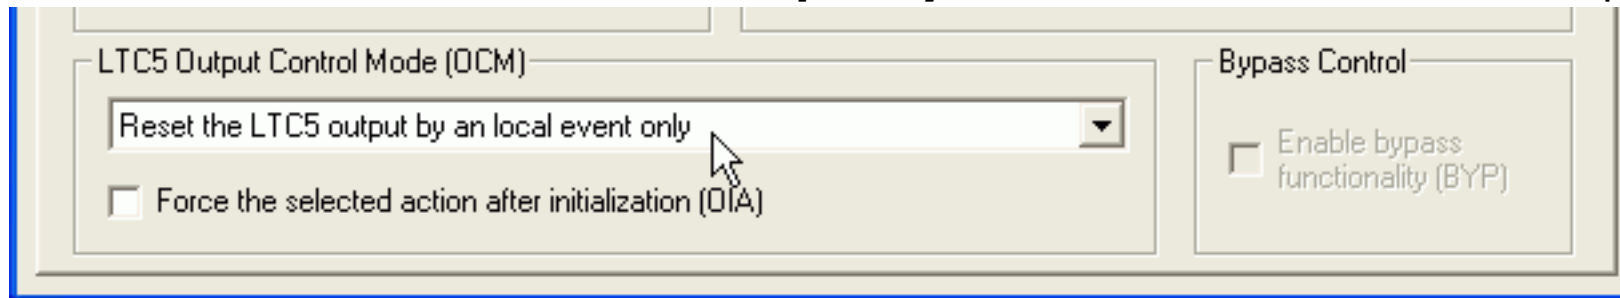 LTC5 Output Control Mode (OCM)
Reset the LTC5 output by an local event only
Force the selected action after initialization (OIA)
Bypass Control
Enable bypass
functionality (BYP)